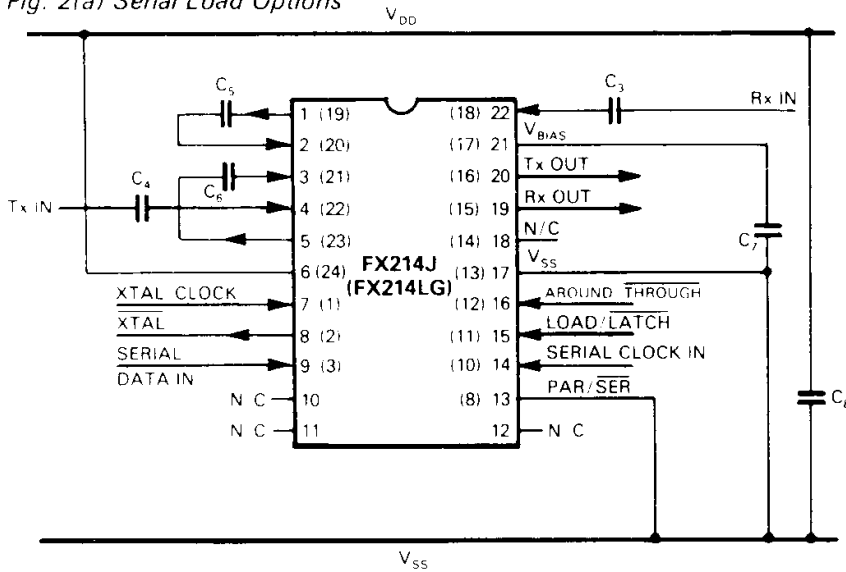 Fig. 2(a) Serial Load Options
VDD
C5
1 (19)
2 (20)
C6
3 (21)
Tx IN
C4
4 (22)
5 (23)
6 (24)
XTAL CLOCK
7 (1)
XTAL
8 (2)
SERIAL
DATA IN
9 (3)
N C
10
N C
11
FX214J
(FX214LG)
(18) 22
C3
Rx IN
(17) 21
VBIAS
(16) 20
Tx OUT
(15) 19
Rx OUT
(14) 18
N/C
(13) 17
VSS
(12) 16
AROUND THROUGH
(11) 15
LOAD/LATCH
(10) 14
SERIAL CLOCK IN
(8) 13
PAR/SER
12
N C
C7
VSS